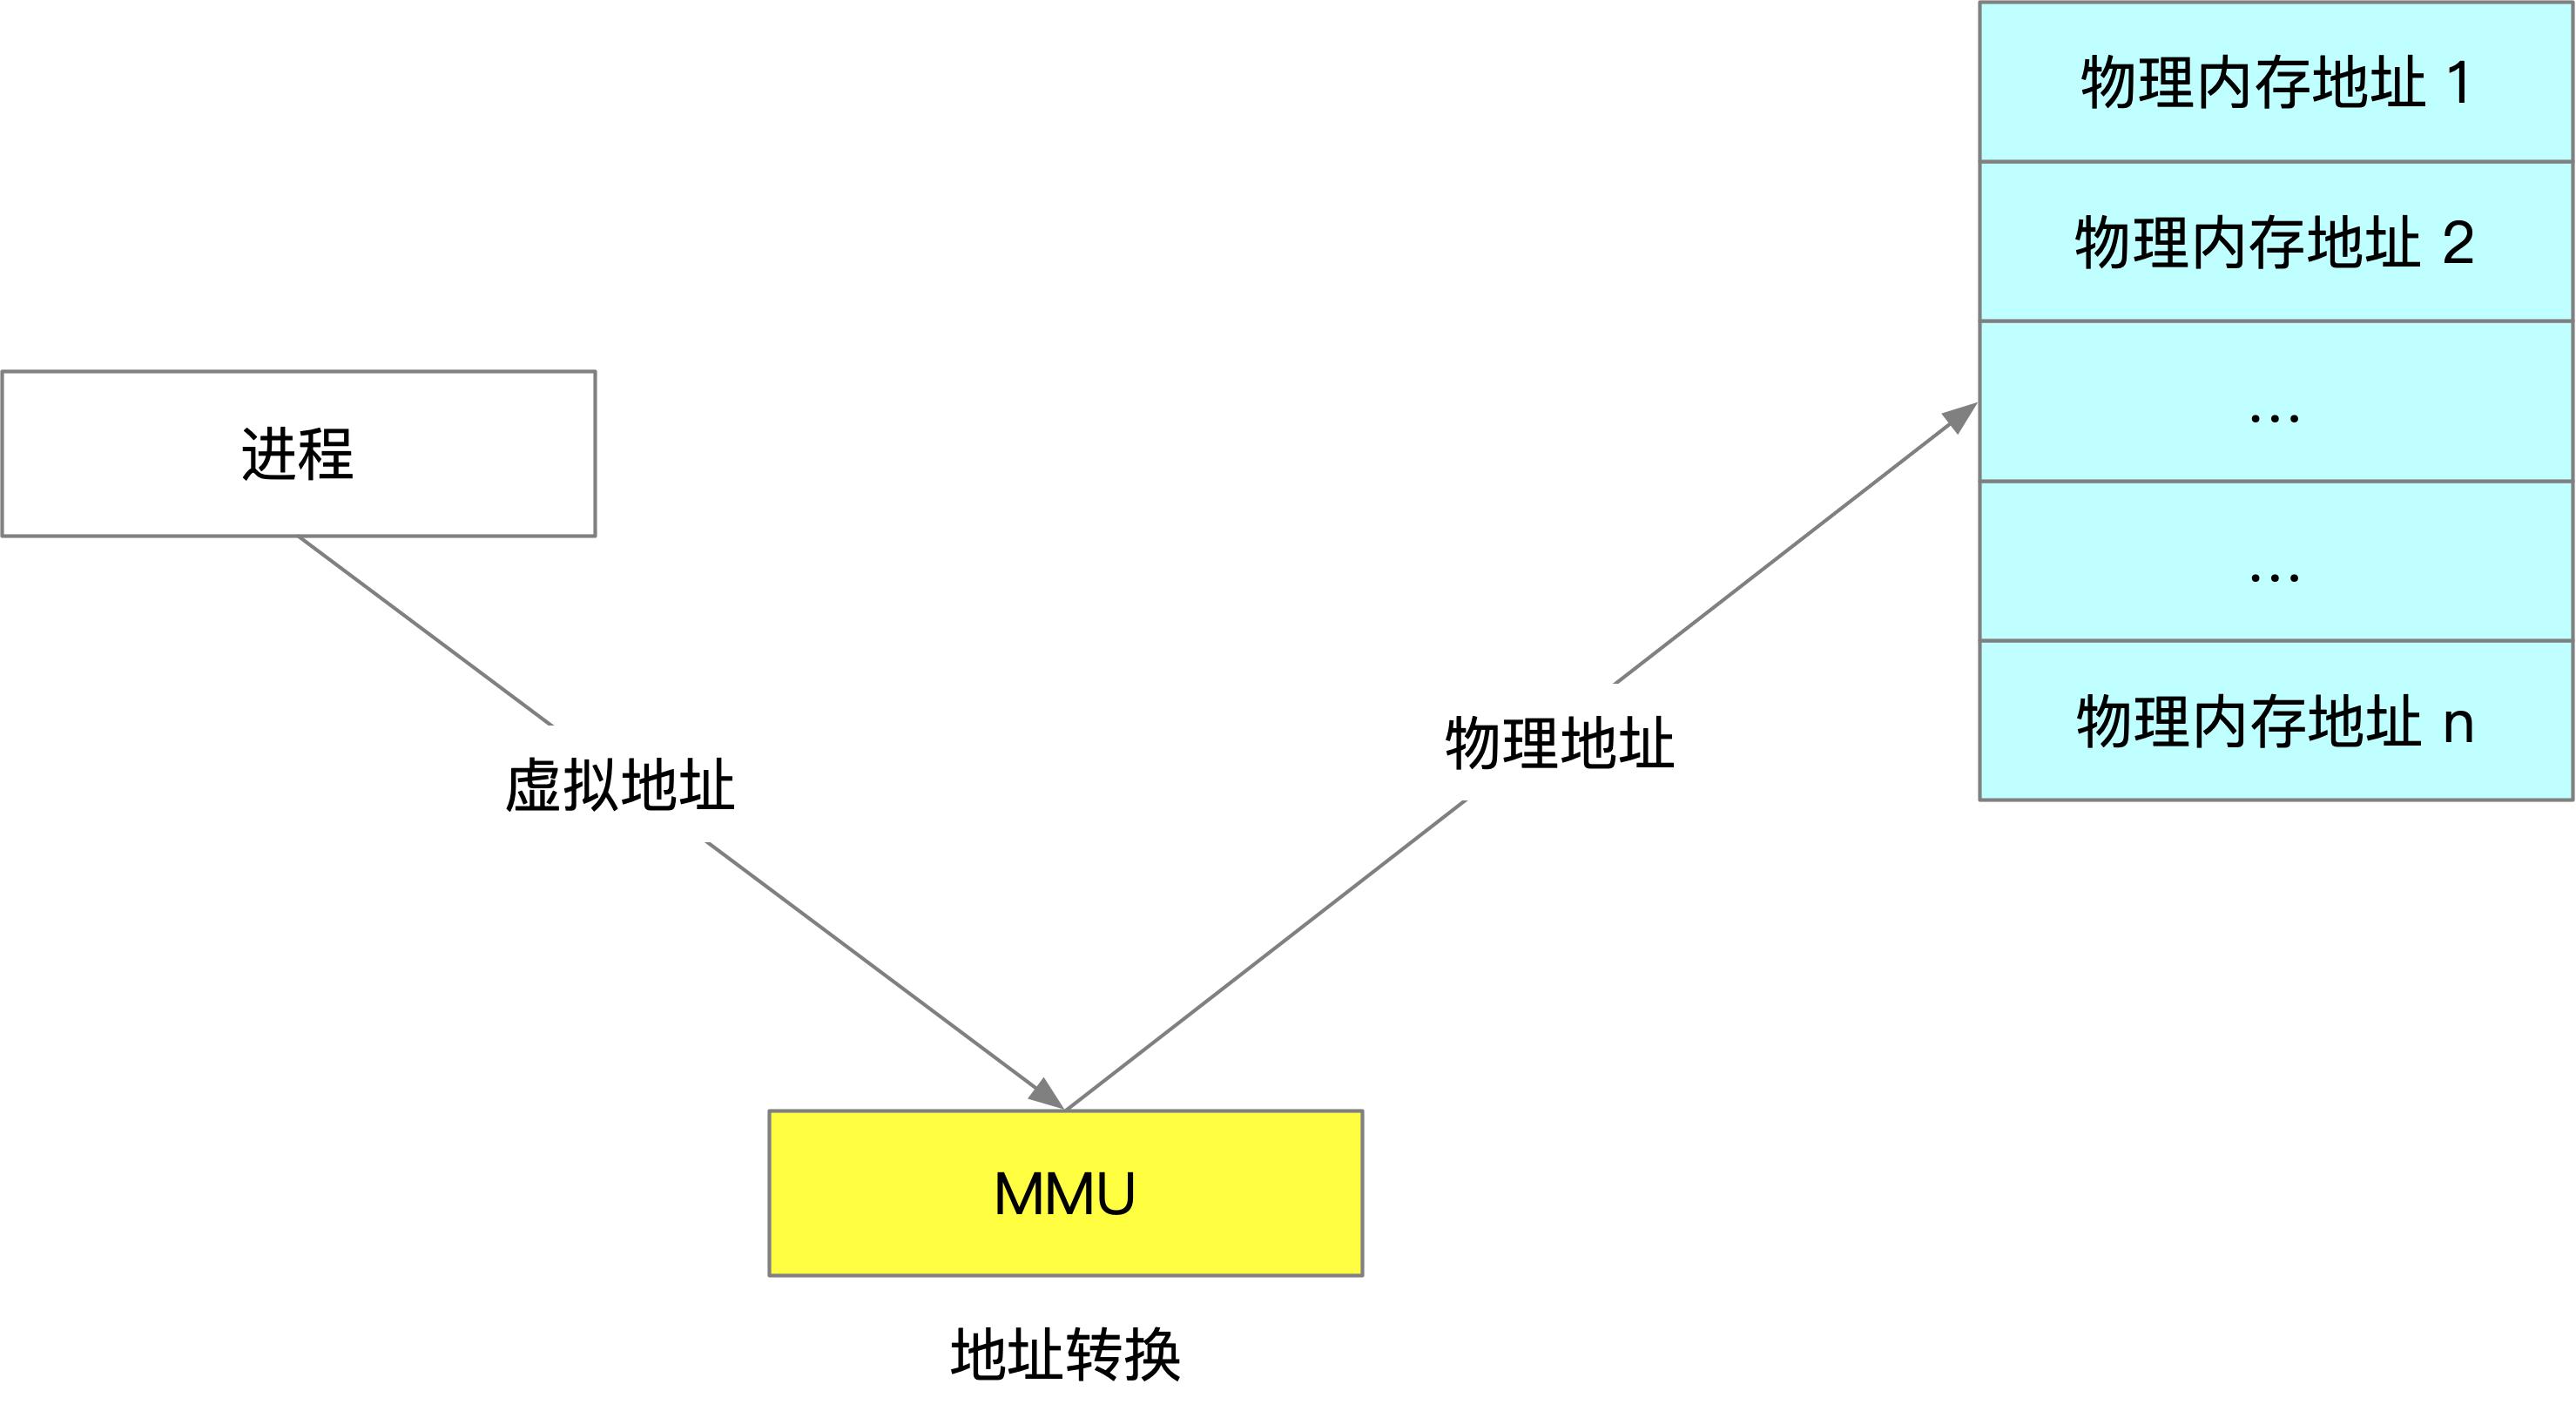 物理内存地址 1
物理内存地址 2
...
...
物理内存地址 n
进程
虚拟地址
物理地址
MMU
地址转换